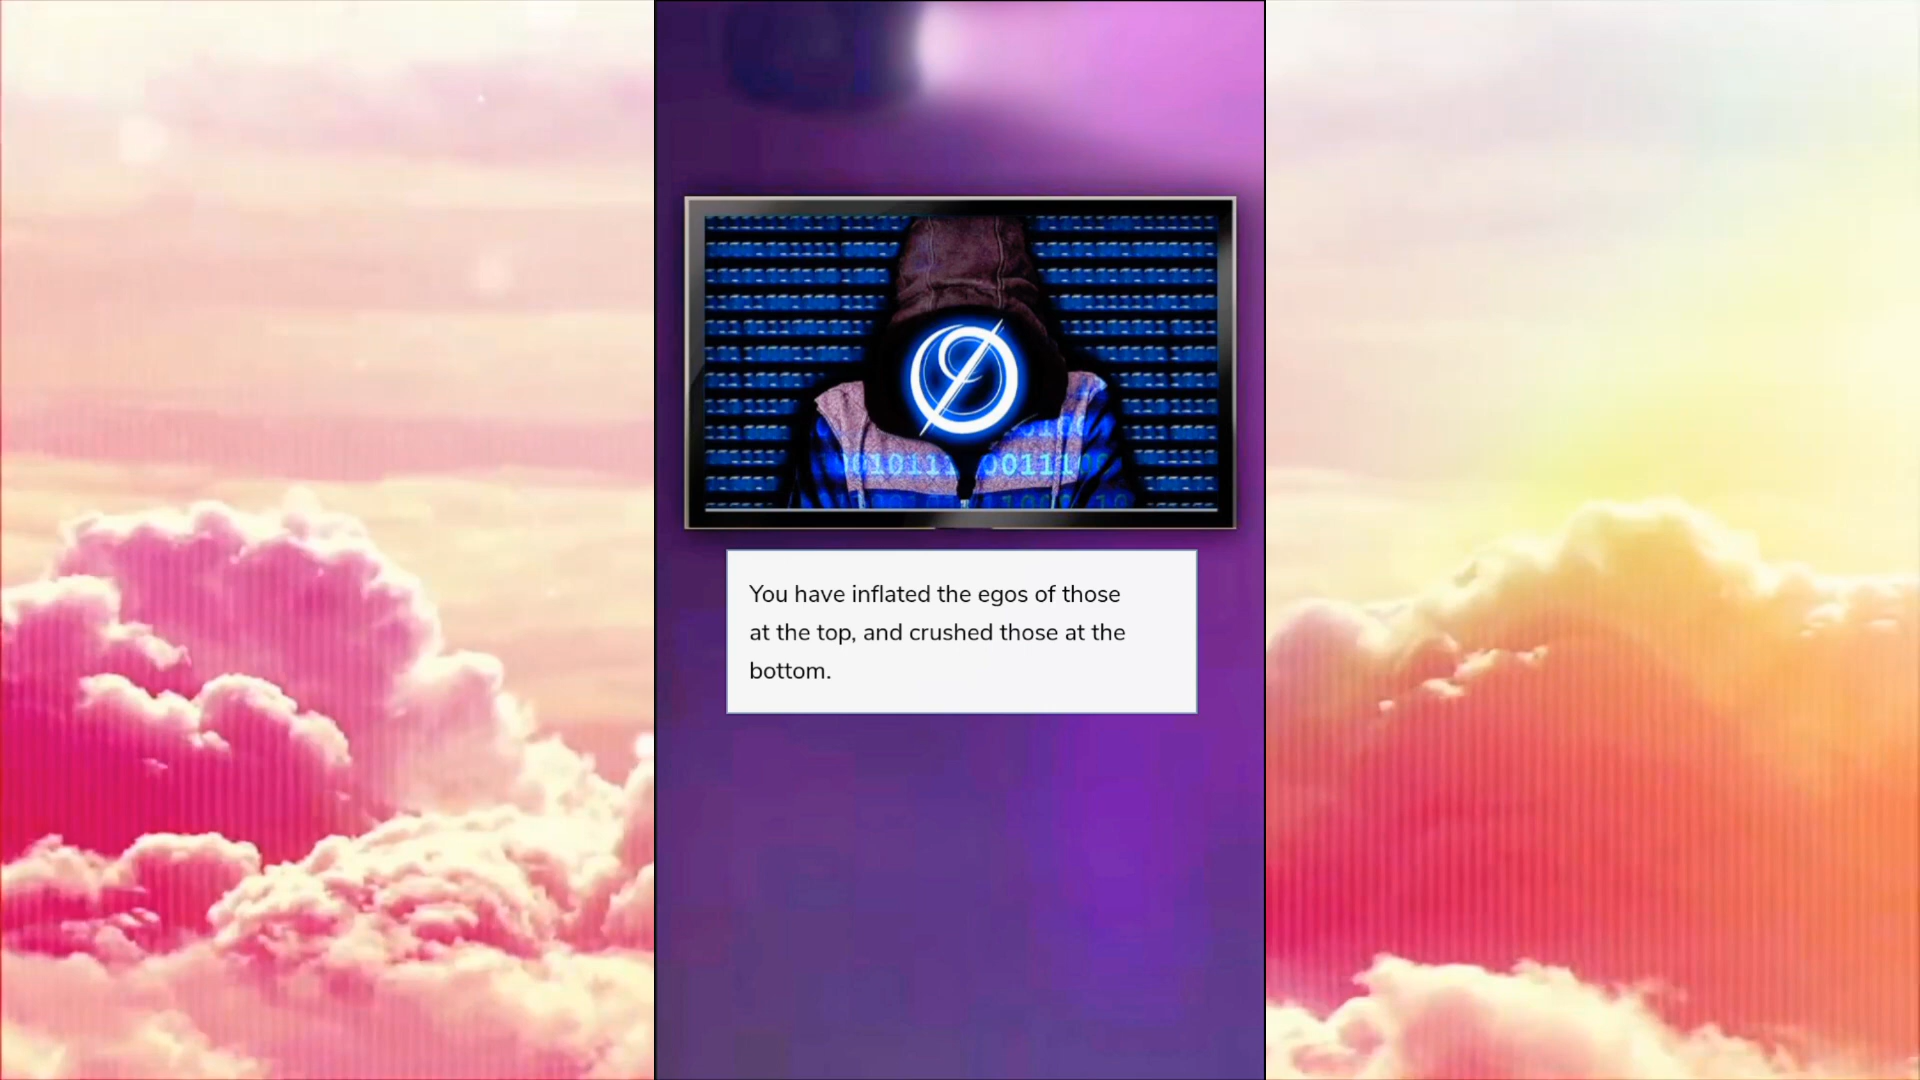 You have inflated the egos of those
at the top, and crushed those at the
bottom.